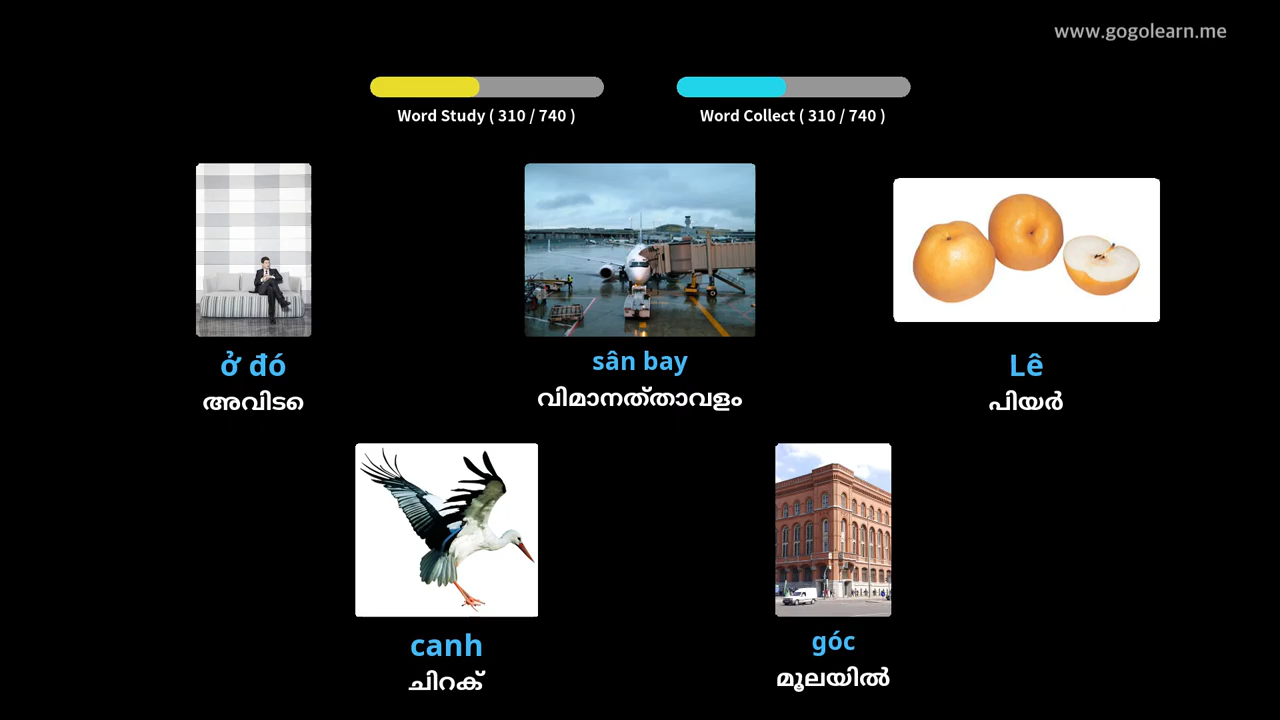 www.gogolearn.me
Word Study ( 310 / 740 )
Word Collect ( 310 / 740 )
ở đó
അവിടെ
sân bay
വിമാനത്താവളം
Lê
പിയർ
canh
ചിറക്
góc
മൂലയിൽ